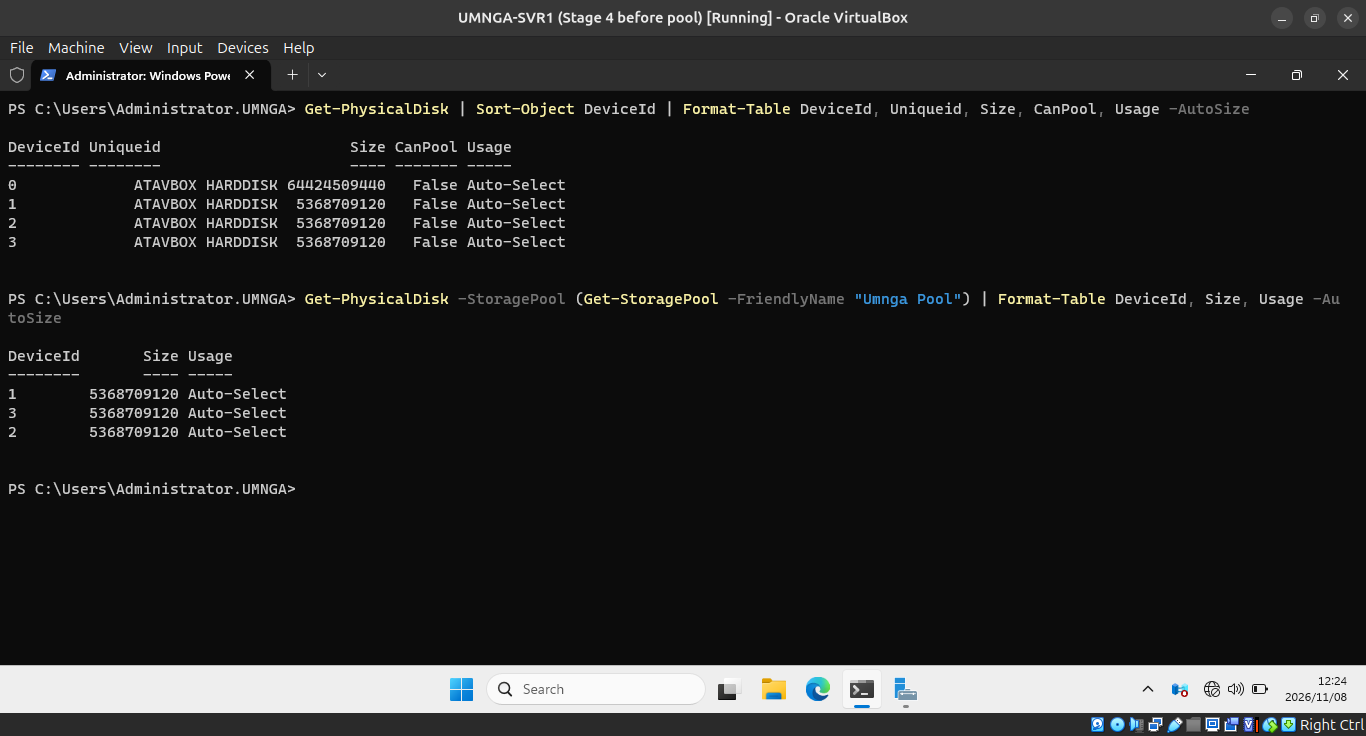 UMNGA-SVR1 (Stage 4 before pool) [Running] - Oracle VirtualBox
File Machine View Input Devices Help
Administrator: Windows Powe
PS C:\Users\Administrator.UMNGA> Get-PhysicalDisk | Sort-Object DeviceId | Format-Table DeviceId, Uniqueid, Size, CanPool, Usage -AutoSize
DeviceId Uniqueid                     Size CanPool Usage
-------- --------                     ---- ------- -----
0             ATAVBOX HARDDISK 64424509440   False Auto-Select
1             ATAVBOX HARDDISK  5368709120   False Auto-Select
2             ATAVBOX HARDDISK  5368709120   False Auto-Select
3             ATAVBOX HARDDISK  5368709120   False Auto-Select
PS C:\Users\Administrator.UMNGA> Get-PhysicalDisk -StoragePool (Get-StoragePool -FriendlyName "Umnga Pool") | Format-Table DeviceId, Size, Usage -Au
toSize
DeviceId       Size Usage
--------       ---- -----
1        5368709120 Auto-Select
3        5368709120 Auto-Select
2        5368709120 Auto-Select
PS C:\Users\Administrator.UMNGA>
Search
12:24
2026/11/08
Right Ctrl